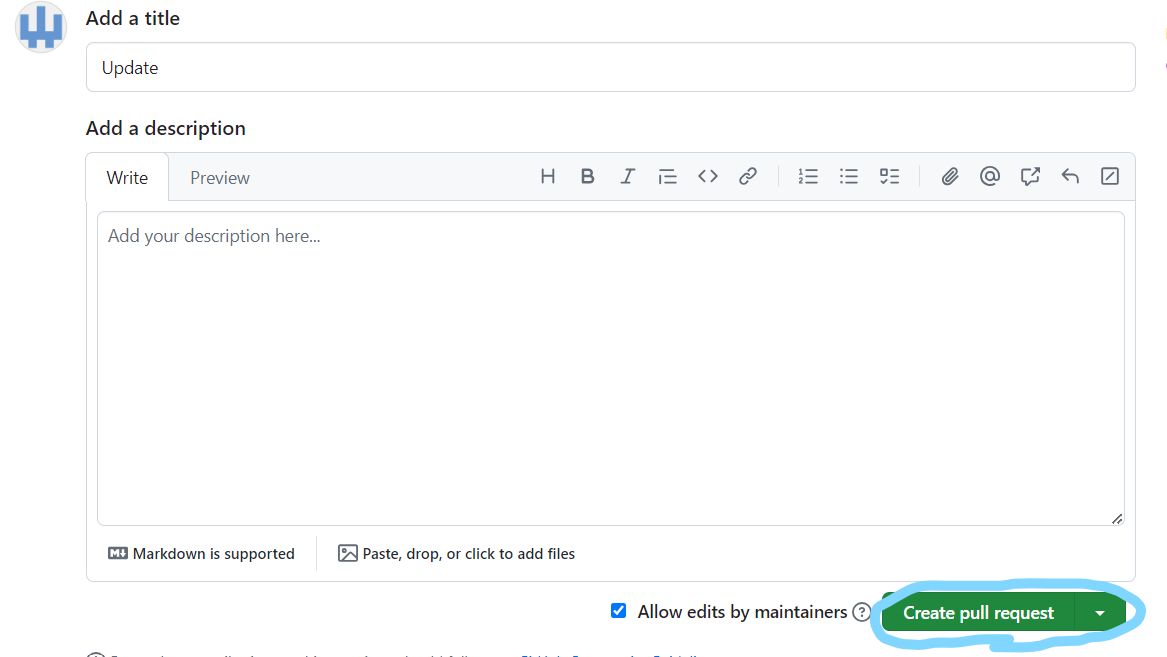 Add a title
Update
Add a description
Write Preview
Add your description here...
Markdown is supported Paste, drop, or click to add files
Allow edits by maintainers Create pull request